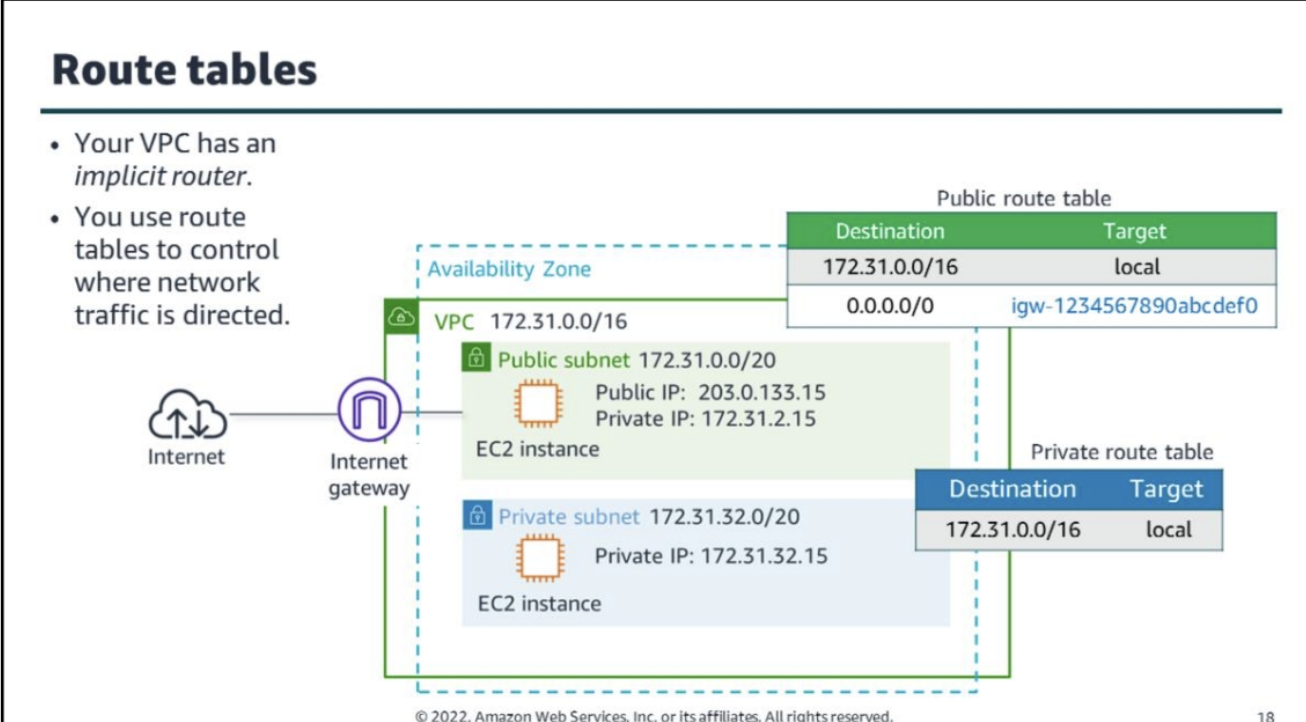 Route tables
• Your VPC has an
implicit router.
• You use route
tables to control
where network
traffic is directed.
Public route table
Destination Target
172.31.0.0/16 local
0.0.0.0/0 igw-1234567890abcdef0
Availability Zone
VPC 172.31.0.0/16
Public subnet 172.31.0.0/20
Public IP: 203.0.133.15
Private IP: 172.31.2.15
EC2 instance
Internet
Internet
gateway
Private route table
Destination Target
172.31.0.0/16 local
Private subnet 172.31.32.0/20
Private IP: 172.31.32.15
EC2 instance
© 2022, Amazon Web Services, Inc. or its affiliates. All rights reserved.
18